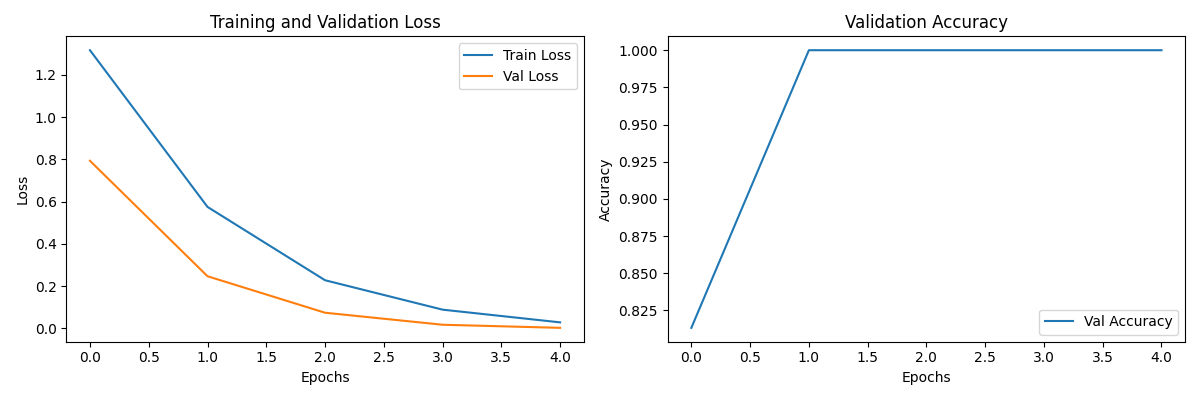 Training and Validation Loss
Train Loss
Val Loss
1.2
1.0
0.8
0.6
0.4
0.2
0.0
Loss
0.0 0.5 1.0 1.5 2.0 2.5 3.0 3.5 4.0
Epochs
Validation Accuracy
1.000
0.975
0.950
0.925
0.900
0.875
0.850
0.825
Accuracy
Val Accuracy
0.0 0.5 1.0 1.5 2.0 2.5 3.0 3.5 4.0
Epochs